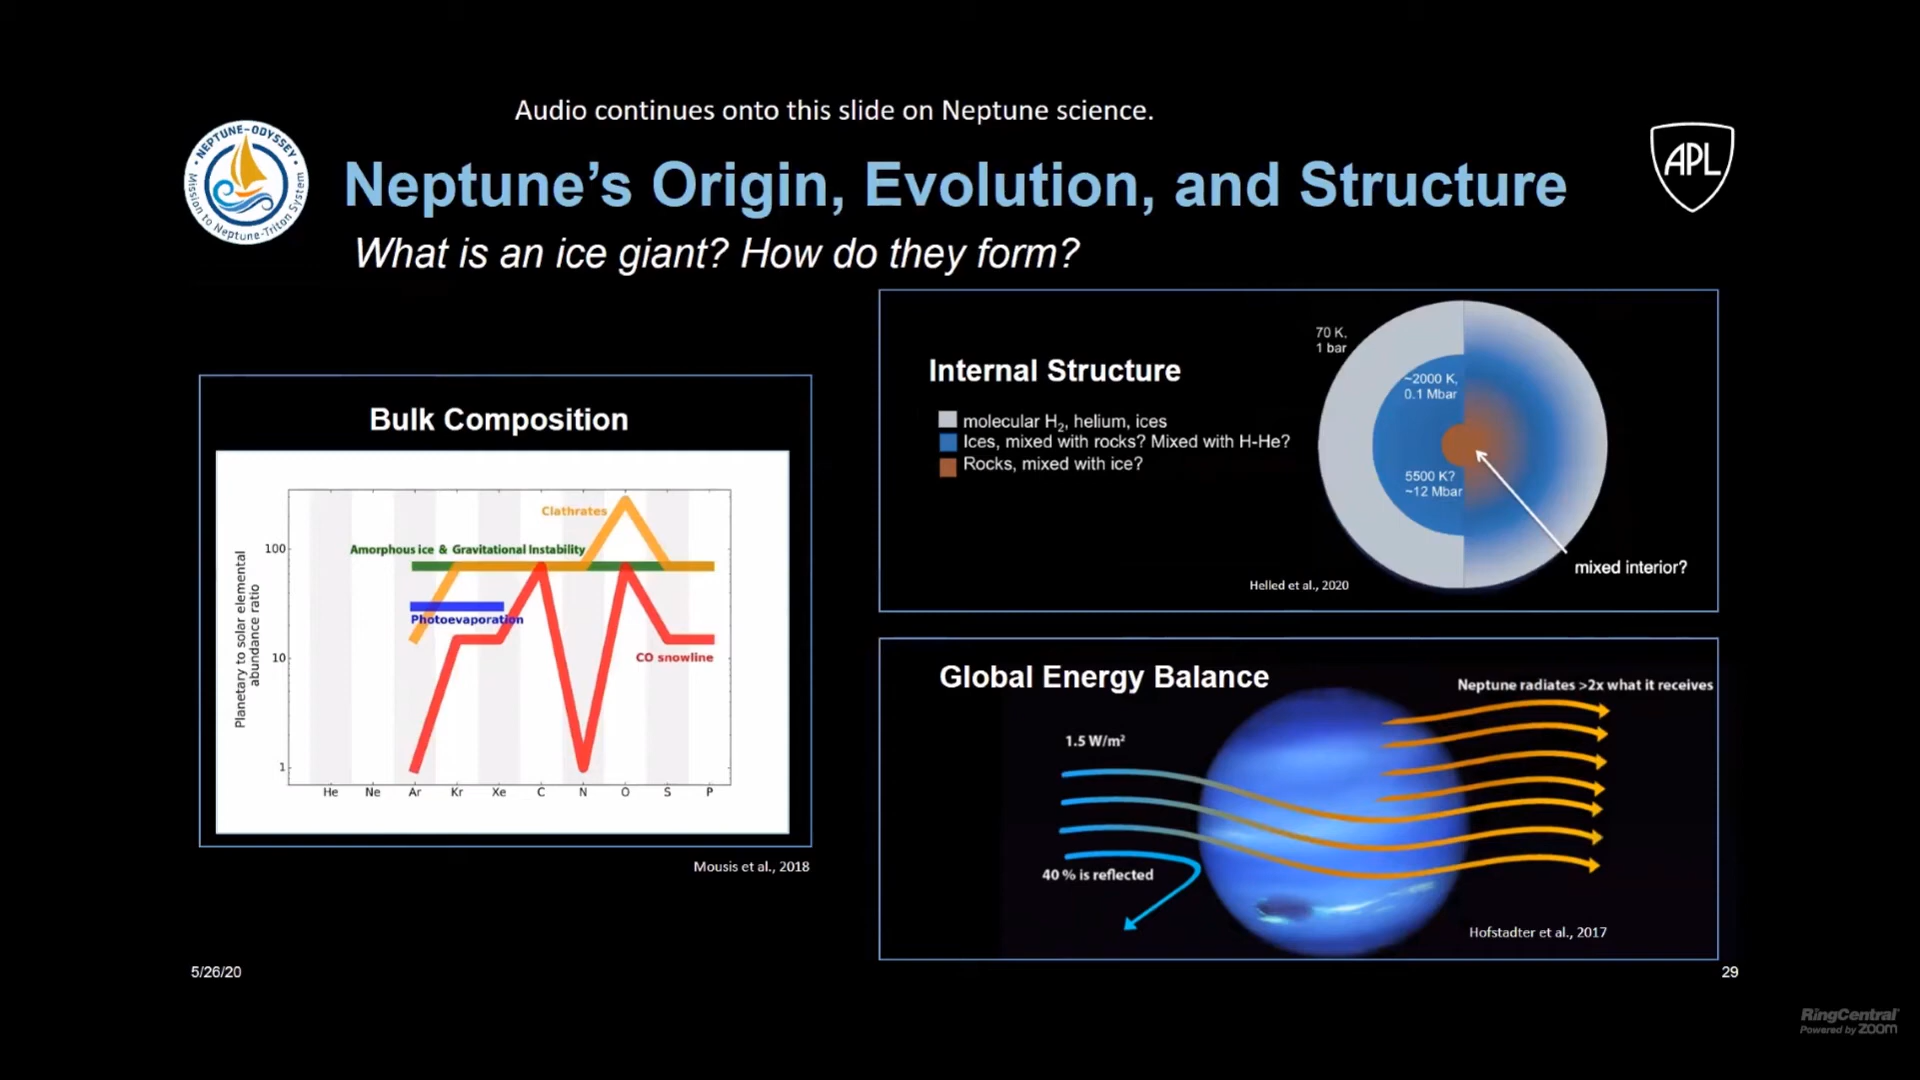 Audio continues onto this slide on Neptune science.
NEPTUNE-ODYSSEY
Mission to Neptune-Triton System
APL
Neptune’s Origin, Evolution, and Structure
What is an ice giant? How do they form?
Bulk Composition
Planetary to solar elemental
abundance ratio
100
10
1
Clathrates
Amorphous ice & Gravitational Instability
Photoevaporation
CO snowline
He Ne Ar Kr Xe C N O S P
Mousis et al., 2018
Internal Structure
molecular H₂, helium, ices
Ices, mixed with rocks? Mixed with H-He?
Rocks, mixed with ice?
70 K,
1 bar
~2000 K,
0.1 Mbar
5500 K?
~12 Mbar
mixed interior?
Helled et al., 2020
Global Energy Balance
Neptune radiates >2x what it receives
1.5 W/m²
40 % is reflected
Hofstadter et al., 2017
5/26/20
29
RingCentral
Powered by zoom